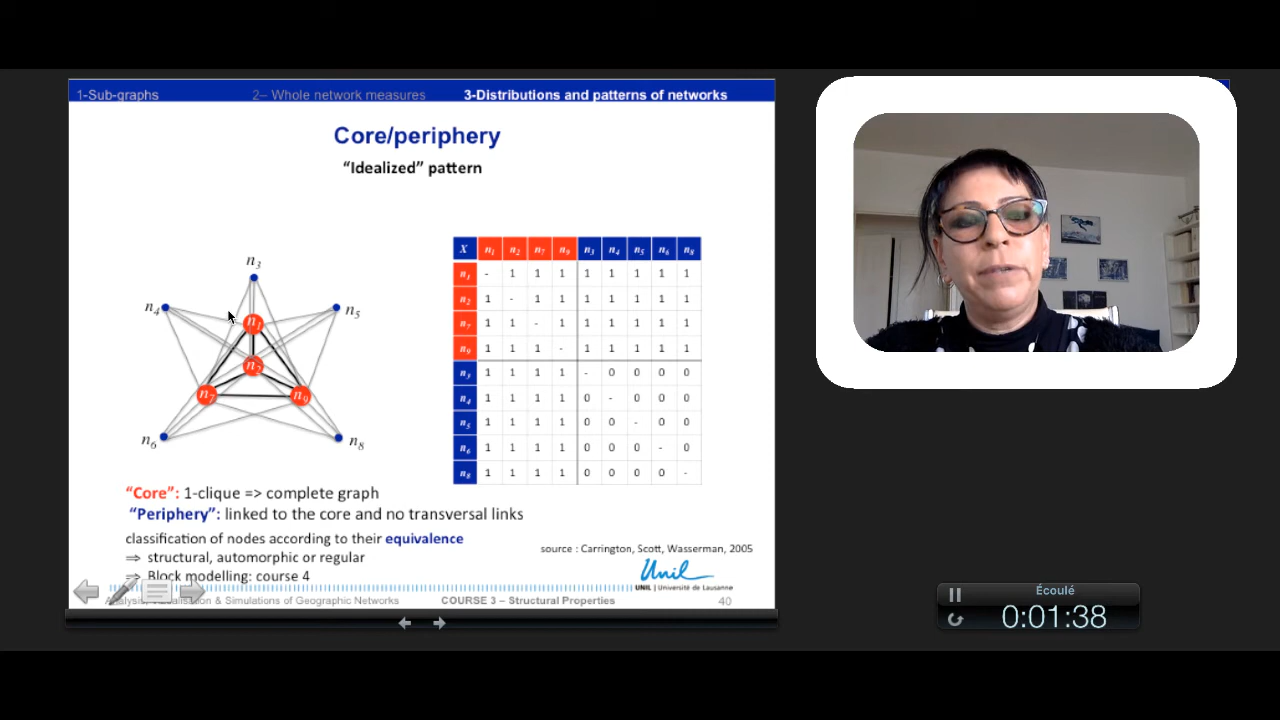 1-Sub-graphs 2– Whole network measures 3-Distributions and patterns of networks
Core/periphery
“Idealized” pattern
n3
n4
n5
n1
n2
n7
n9
n6
n8
X n1 n2 n7 n9 n3 n4 n5 n6 n8
n1 - 1 1 1 1 1 1 1 1
n2 1 - 1 1 1 1 1 1 1
n7 1 1 - 1 1 1 1 1 1
n9 1 1 1 - 1 1 1 1 1
n3 1 1 1 1 - 0 0 0 0
n4 1 1 1 1 0 - 0 0 0
n5 1 1 1 1 0 0 - 0 0
n6 1 1 1 1 0 0 0 - 0
n8 1 1 1 1 0 0 0 0 -
“Core”: 1-clique => complete graph
“Periphery”: linked to the core and no transversal links
classification of nodes according to their equivalence
⇒ structural, automorphic or regular
⇒ Block modelling: course 4
source : Carrington, Scott, Wasserman, 2005
Unil
UNIL | Université de Lausanne
& Simulations of Geographic Networks COURSE 3 – Structural Properties 40
Écoulé
0:01:38